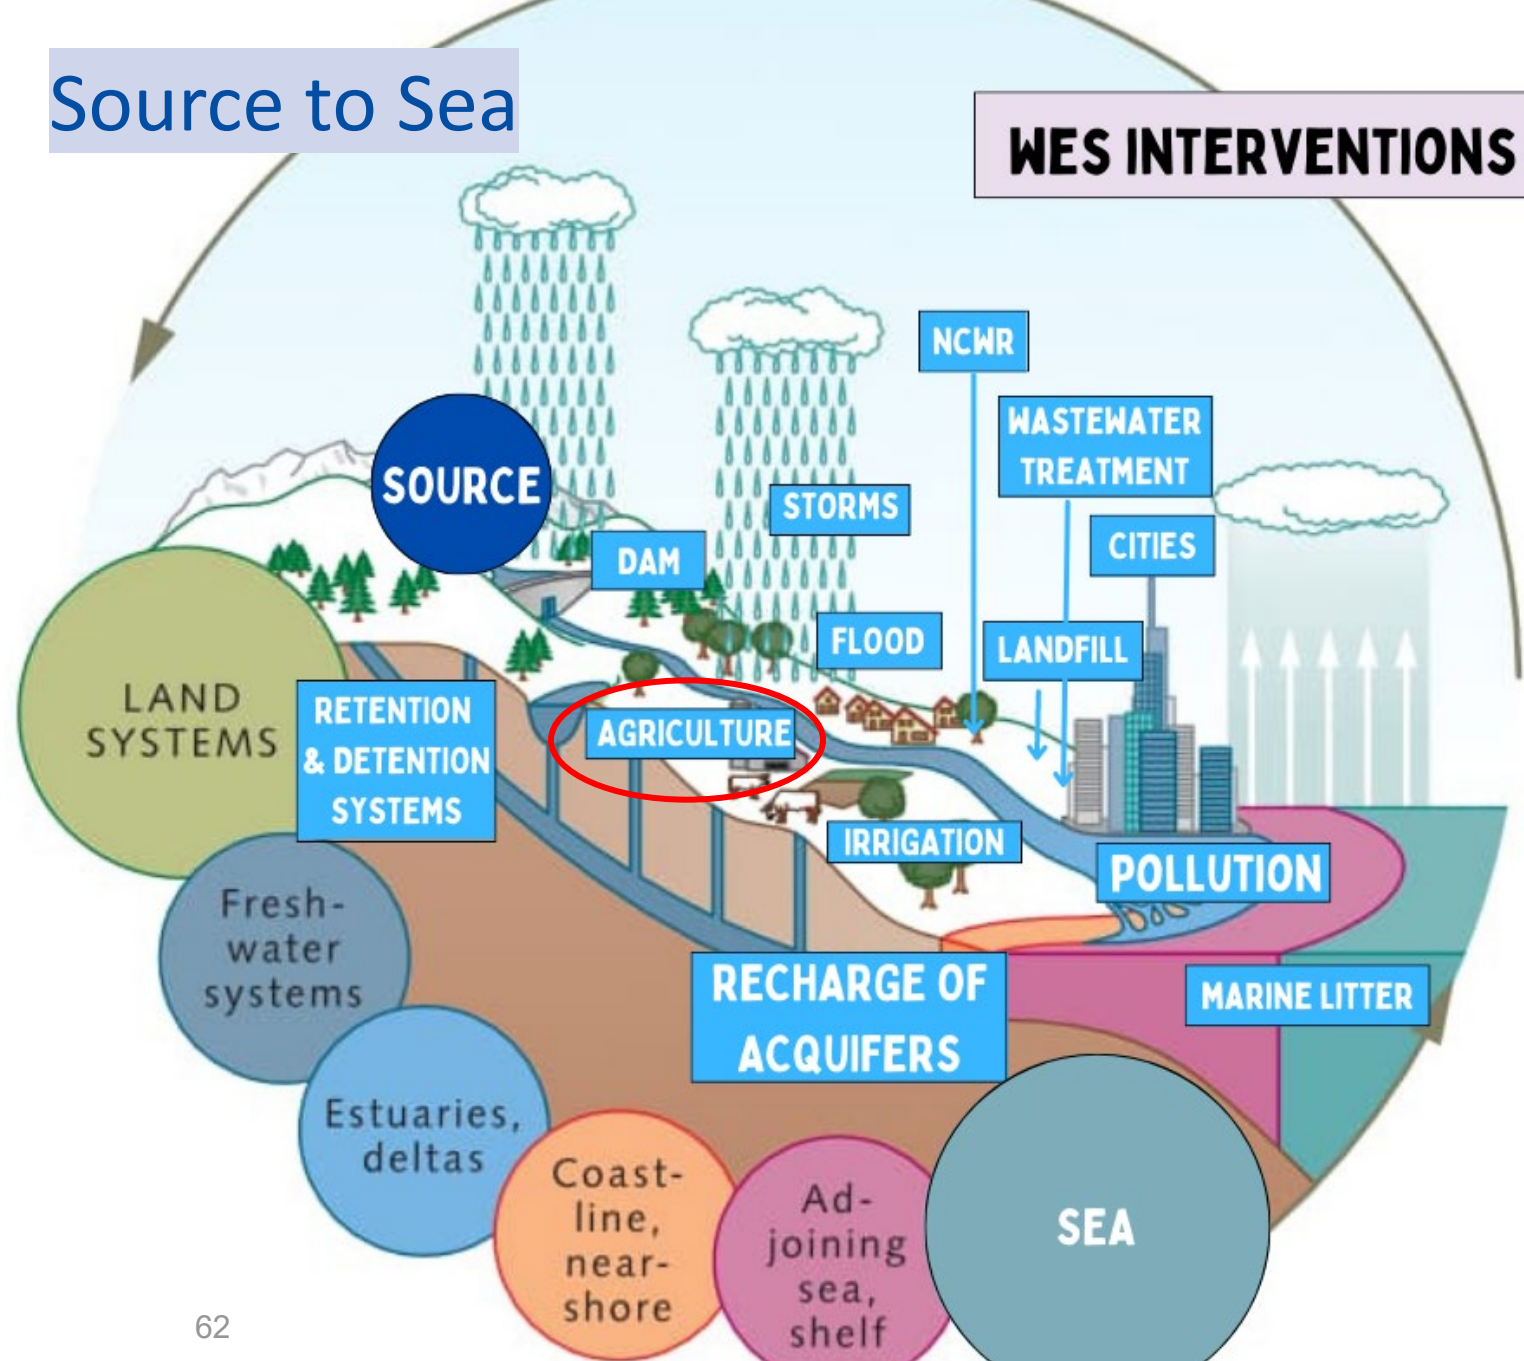 Source to Sea
WES INTERVENTIONS
NCWR
WASTEWATER
TREATMENT
SOURCE
STORMS
CITIES
DAM
FLOOD
LANDFILL
LAND
SYSTEMS
RETENTION
& DETENTION
SYSTEMS
AGRICULTURE
IRRIGATION
POLLUTION
Fresh-
water
systems
RECHARGE OF
ACQUIFERS
MARINE LITTER
Estuaries,
deltas
Coast-
line,
near-
shore
Ad-
joining
sea,
shelf
SEA
62